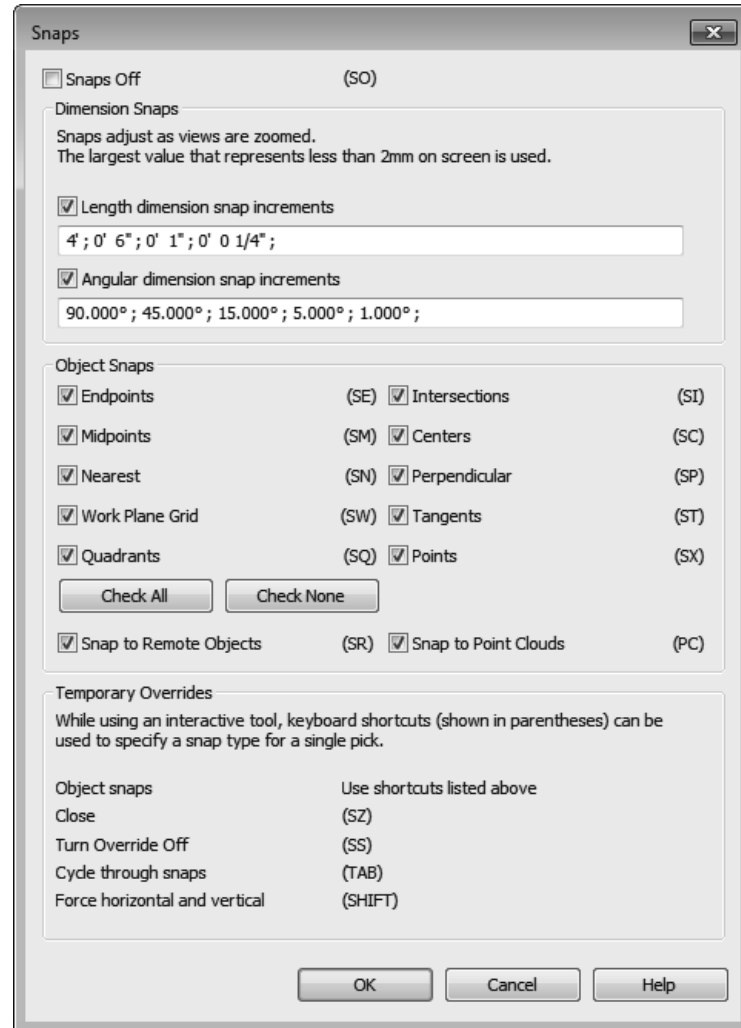 Snaps
Snaps Off (SO)
Dimension Snaps
Snaps adjust as views are zoomed.
The largest value that represents less than 2mm on screen is used.
Length dimension snap increments
4' ; 0' 6" ; 0' 1" ; 0' 0 1/4" ;
Angular dimension snap increments
90.000° ; 45.000° ; 15.000° ; 5.000° ; 1.000° ;
Object Snaps
Endpoints (SE) Intersections (SI)
Midpoints (SM) Centers (SC)
Nearest (SN) Perpendicular (SP)
Work Plane Grid (SW) Tangents (ST)
Quadrants (SQ) Points (SX)
Check All Check None
Snap to Remote Objects (SR) Snap to Point Clouds (PC)
Temporary Overrides
While using an interactive tool, keyboard shortcuts (shown in parentheses) can be
used to specify a snap type for a single pick.
Object snaps Use shortcuts listed above
Close (SZ)
Turn Override Off (SS)
Cycle through snaps (TAB)
Force horizontal and vertical (SHIFT)
OK Cancel Help